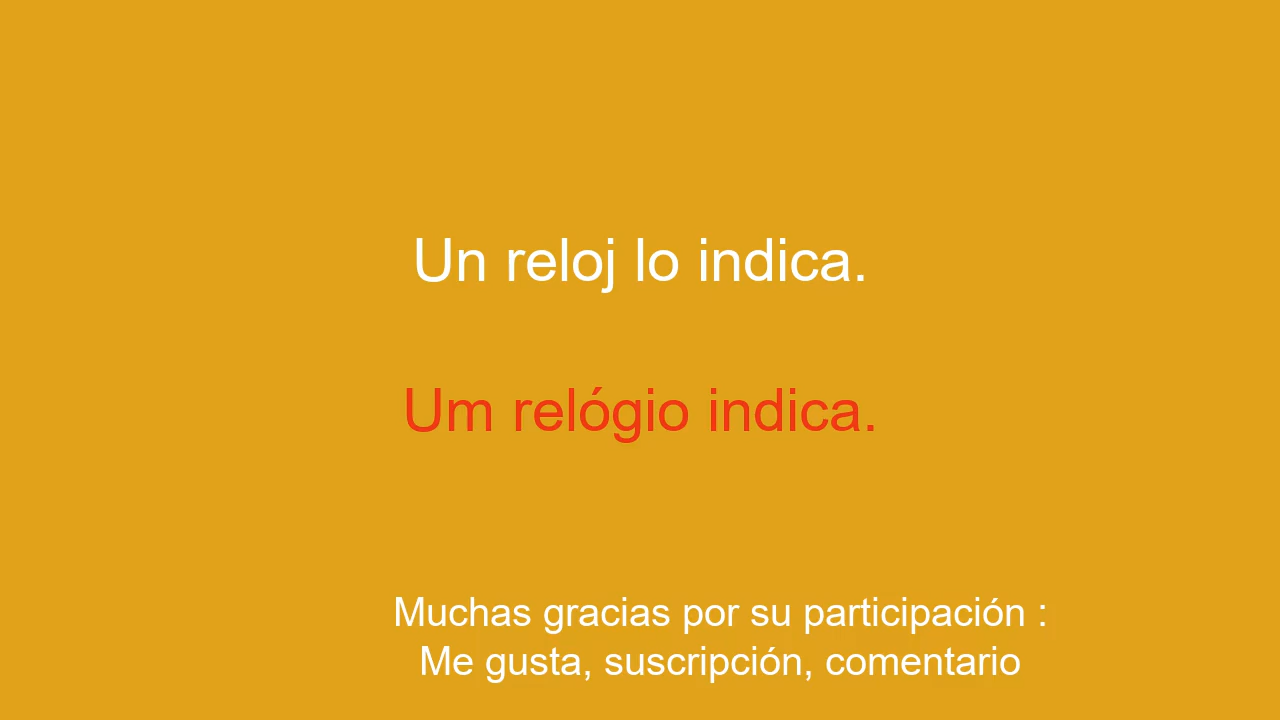 Un reloj lo indica.
Um relógio indica.
Muchas gracias por su participación :
Me gusta, suscripción, comentario